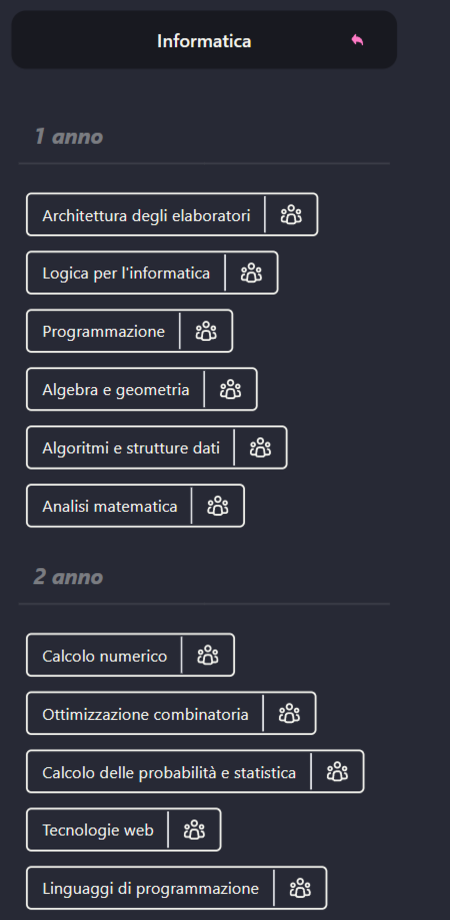 Informatica
1 anno
Architettura degli elaboratori
Logica per l'informatica
Programmazione
Algebra e geometria
Algoritmi e strutture dati
Analisi matematica
2 anno
Calcolo numerico
Ottimizzazione combinatoria
Calcolo delle probabilità e statistica
Tecnologie web
Linguaggi di programmazione